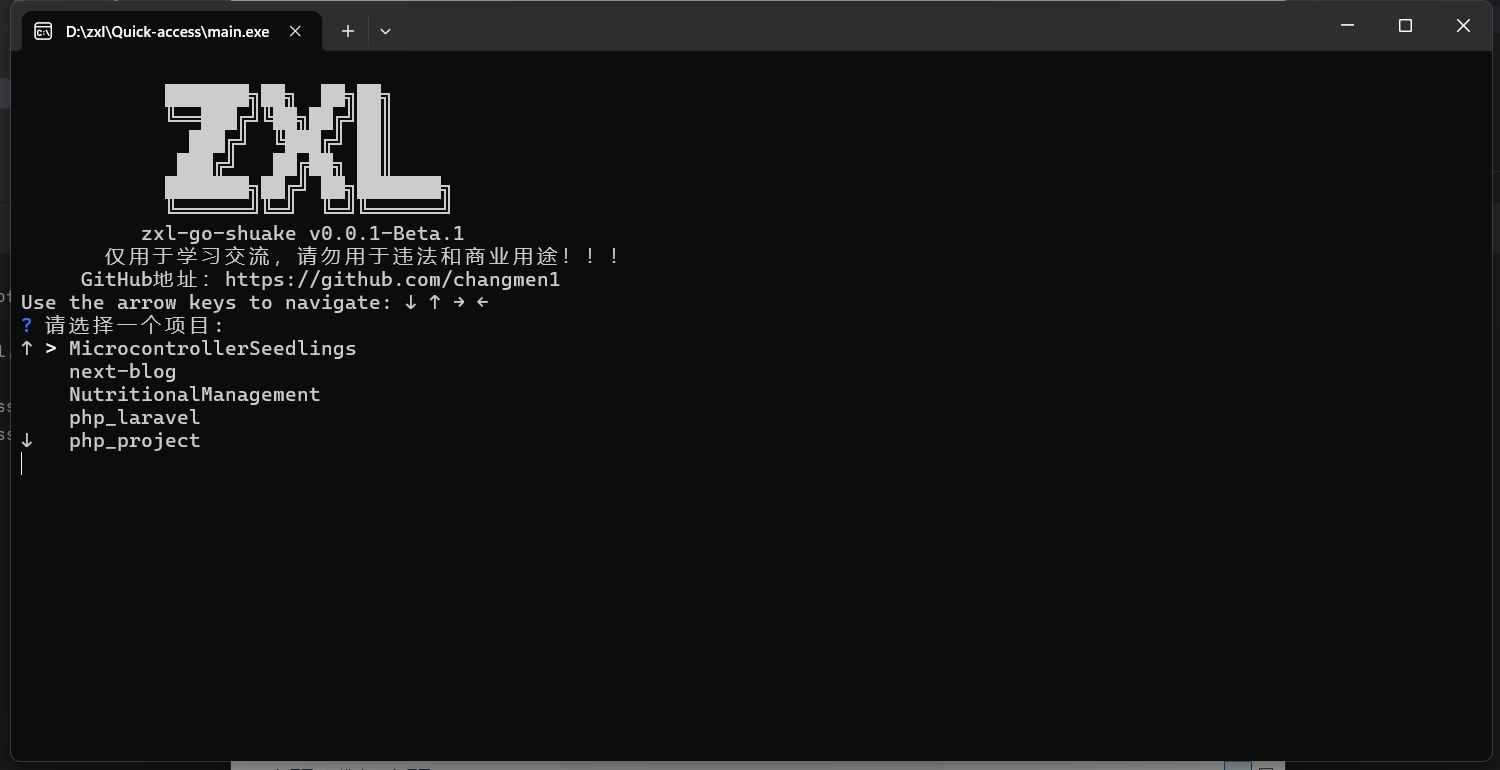 D:\zxl\Quick-access\main.exe
ZXL
zxl-go-shuake v0.0.1-Beta.1
仅用于学习交流，请勿用于违法和商业用途！！！
GitHub地址：https://github.com/changmen1
Use the arrow keys to navigate: ↓ ↑ → ←
? 请选择一个项目:
↑ > MicrocontrollerSeedlings
next-blog
NutritionalManagement
php_laravel
↓ php_project